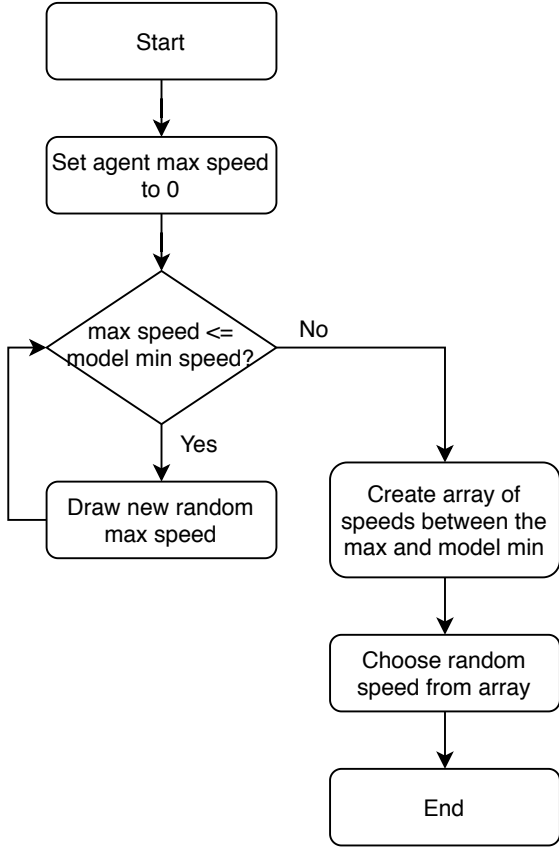 Start
Set agent max speed
to 0
max speed <=
model min speed?
No
Yes
Draw new random
max speed
Create array of
speeds between the
max and model min
Choose random
speed from array
End